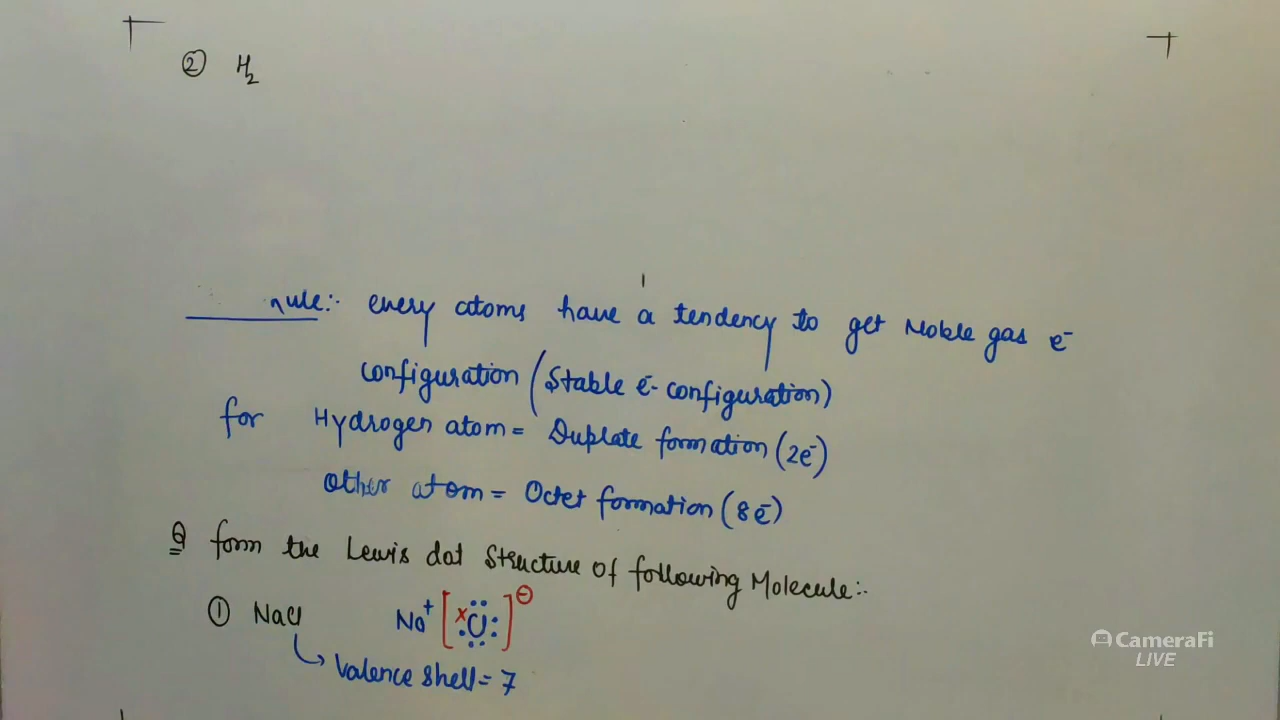 ② H₂
rule:- every atoms have a tendency to get Noble gas e⁻
configuration (Stable e⁻ configuration)
for Hydrogen atom = Duplate formation (2e⁻)
other atom = Octet formation (8e⁻)
Q form the Lewis dot Structure of following Molecule:-
① NaCl Na⁺ [Cl]⊖
Valence shell = 7
CameraFi
LIVE